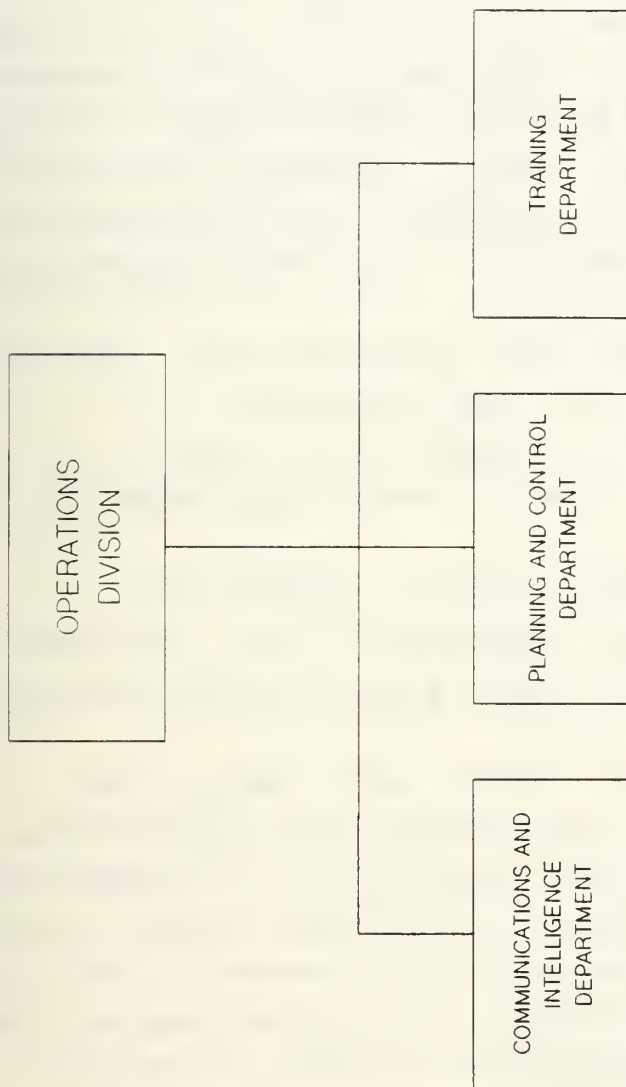 OPERATIONS
DIVISION
COMMUNICATIONS AND
INTELLIGENCE
DEPARTMENT
PLANNING AND CONTROL
DEPARTMENT
TRAINING
DEPARTMENT